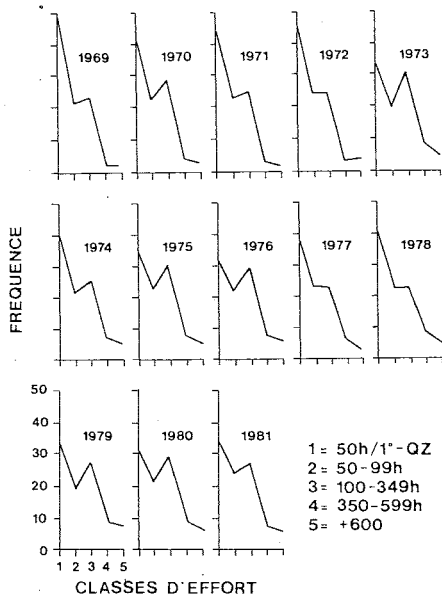 1969 1970 1971 1972 1973
1974 1975 1976 1977 1978
FREQUENCE
50
40
30
20
10
0
1979 1980 1981
1 2 3 4 5
CLASSES D'EFFORT
1= 50h/1°-QZ
2= 50-99h
3= 100-349h
4= 350-599h
5= +600